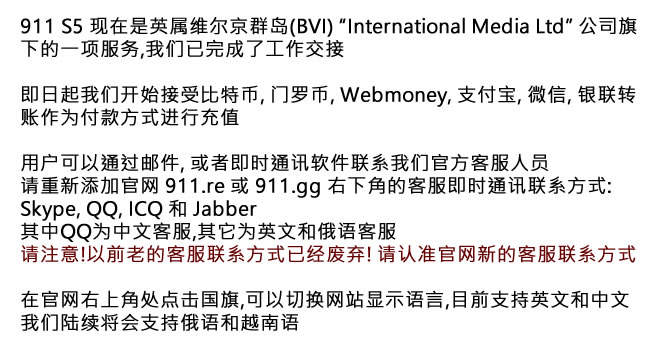 911 S5 现在是英属维尔京群岛(BVI) “International Media Ltd” 公司旗
下的一项服务,我们已完成了工作交接
即日起我们开始接受比特币, 门罗币, Webmoney, 支付宝, 微信, 银联转
账作为付款方式进行充值
用户可以通过邮件, 或者即时通讯软件联系我们官方客服人员
请重新添加官网 911.re 或 911.gg 右下角的客服即时通讯联系方式:
Skype, QQ, ICQ 和 Jabber
其中QQ为中文客服,其它为英文和俄语客服
请注意!以前老的客服联系方式已经废弃! 请认准官网新的客服联系方式
在官网右上角处点击国旗,可以切换网站显示语言,目前支持英文和中文
我们陆续将会支持俄语和越南语